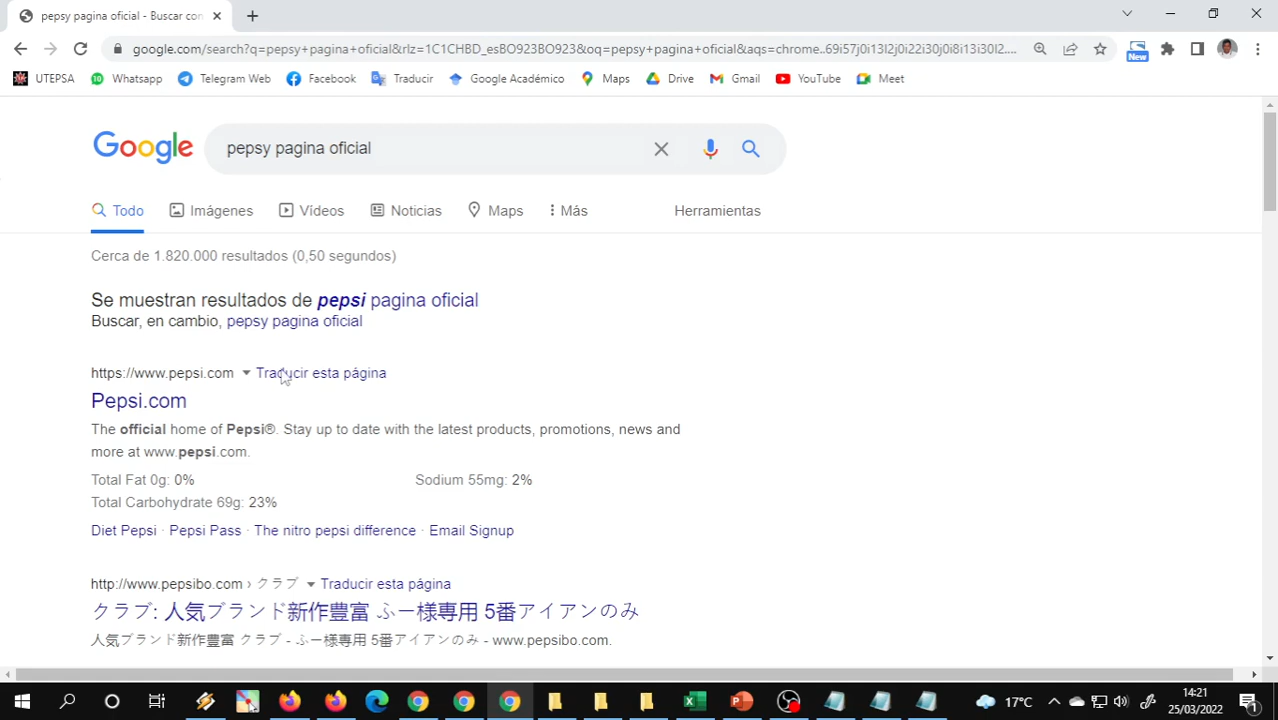 pepsy pagina oficial - Buscar con
google.com/search?q=pepsy+pagina+oficial&rlz=1C1CHBD_esBO923BO923&oq=pepsy+pagina+oficial&aqs=chrome..69i57j0i13l2j0i22i30j0i8i13i30l2....
New
UTEPSA Whatsapp Telegram Web Facebook Traducir Google Académico Maps Drive Gmail YouTube Meet
Google pepsy pagina oficial
Todo Imágenes Vídeos Noticias Maps Más Herramientas
Cerca de 1.820.000 resultados (0,50 segundos)
Se muestran resultados de pepsi pagina oficial
Buscar, en cambio, pepsy pagina oficial
https://www.pepsi.com Traducir esta página
Pepsi.com
The official home of Pepsi®. Stay up to date with the latest products, promotions, news and
more at www.pepsi.com.
Total Fat 0g: 0% Sodium 55mg: 2%
Total Carbohydrate 69g: 23%
Diet Pepsi · Pepsi Pass · The nitro pepsi difference · Email Signup
http://www.pepsibo.com › クラブ Traducir esta página
クラブ: 人気ブランド新作豊富 ふー様専用 5番アイアンのみ
人気ブランド新作豊富 クラブ - ふー様専用 5番アイアンのみ - www.pepsibo.com.
17°C 14:21
25/03/2022 1